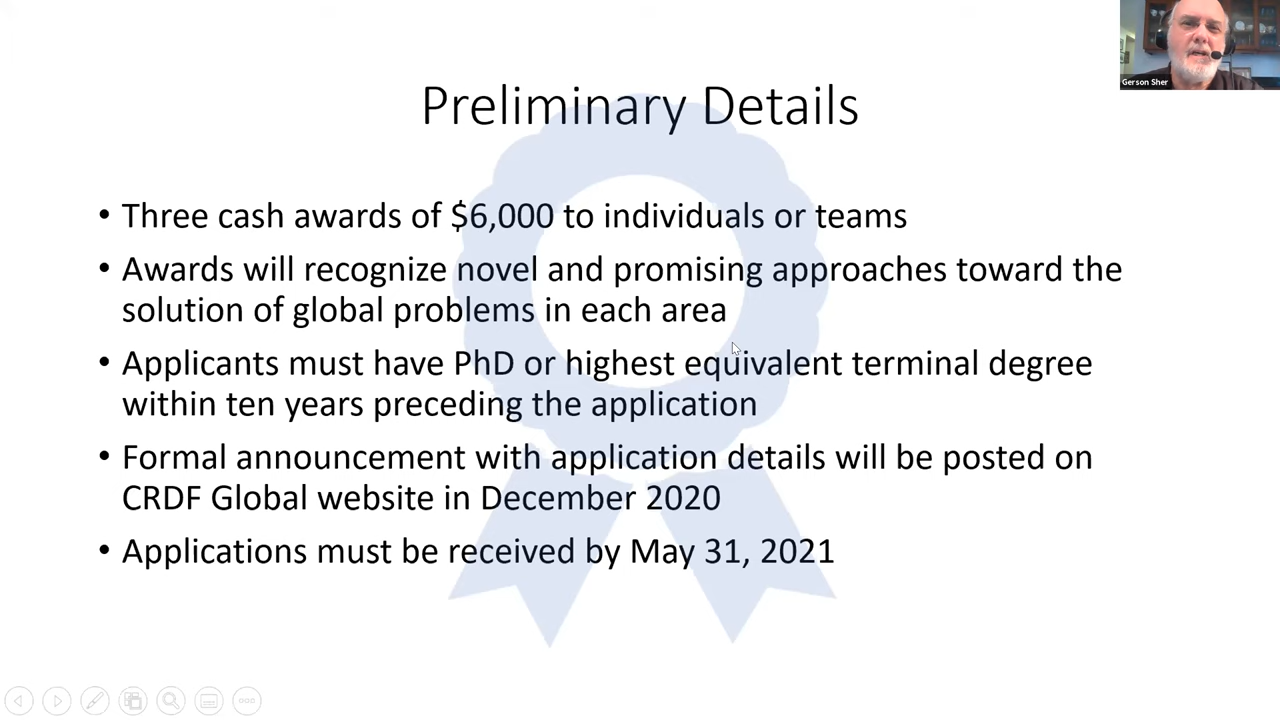 Gerson Sher
Preliminary Details
• Three cash awards of $6,000 to individuals or teams
• Awards will recognize novel and promising approaches toward the
solution of global problems in each area
• Applicants must have PhD or highest equivalent terminal degree
within ten years preceding the application
• Formal announcement with application details will be posted on
CRDF Global website in December 2020
• Applications must be received by May 31, 2021